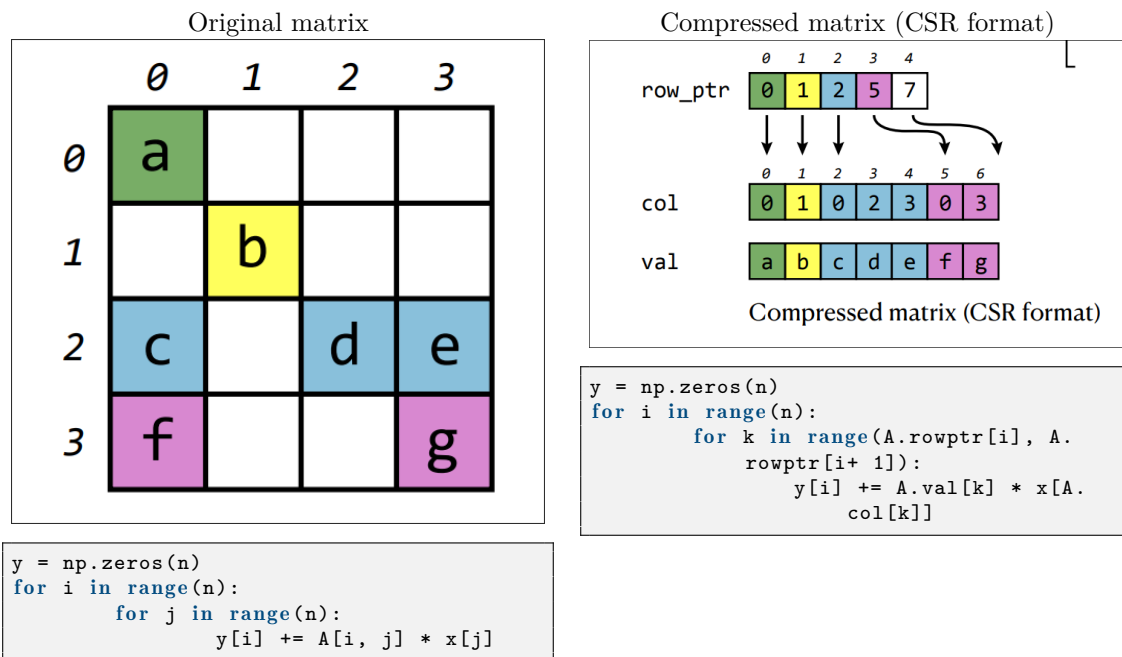 Original matrix
0 1 2 3
0 a
1 b
2 c d e
3 f g
y = np.zeros(n)
for i in range(n):
for j in range(n):
y[i] += A[i, j] * x[j]
Compressed matrix (CSR format)
0 1 2 3 4
row_ptr 0 1 2 5 7
0 1 2 3 4 5 6
col 0 1 0 2 3 0 3
val a b c d e f g
Compressed matrix (CSR format)
y = np.zeros(n)
for i in range(n):
for k in range(A.rowptr[i], A.
rowptr[i+ 1]):
y[i] += A.val[k] * x[A.
col[k]]